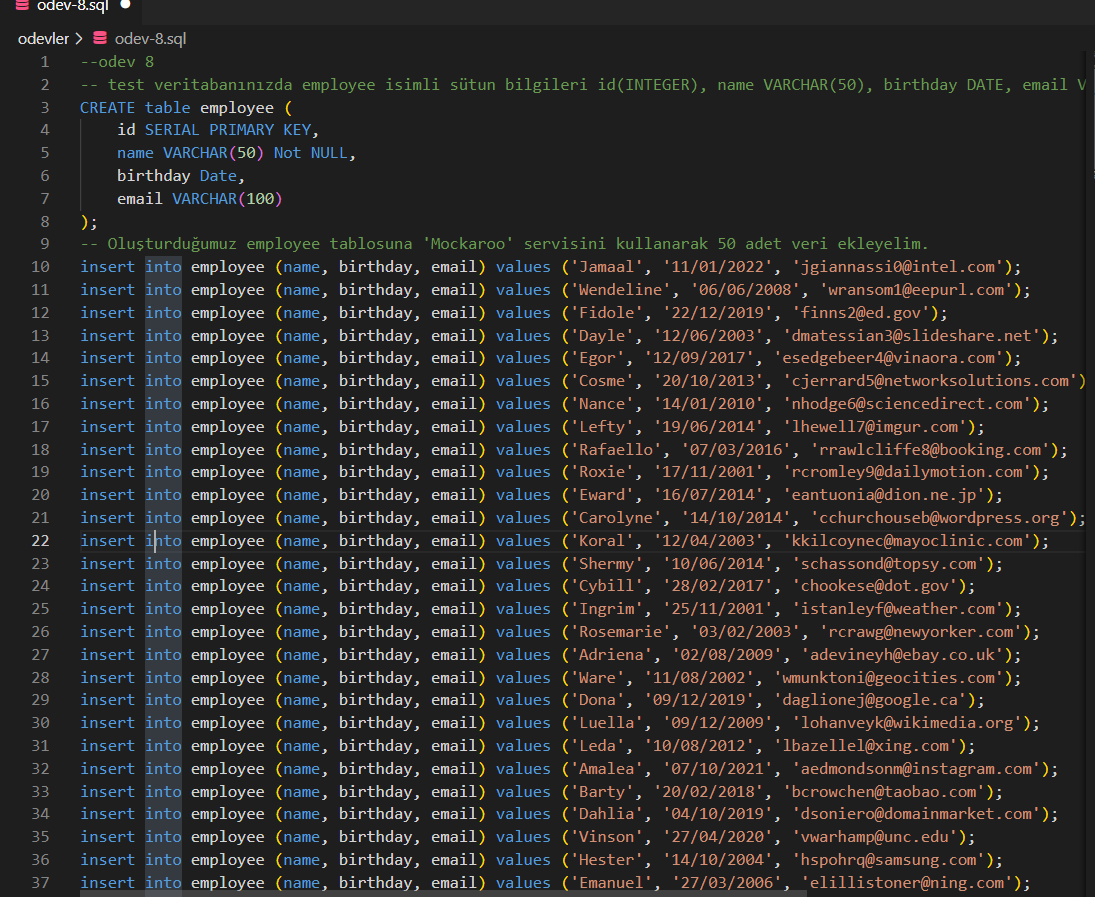 odev-8.sql
odevler > odev-8.sql
1 --odev 8
2 -- test veritabanınızda employee isimli sütun bilgileri id(INTEGER), name VARCHAR(50), birthday DATE, email V
3 CREATE table employee (
4 id SERIAL PRIMARY KEY,
5 name VARCHAR(50) Not NULL,
6 birthday Date,
7 email VARCHAR(100)
8 );
9 -- Oluşturduğumuz employee tablosuna 'Mockaroo' servisini kullanarak 50 adet veri ekleyelim.
10 insert into employee (name, birthday, email) values ('Jamaal', '11/01/2022', 'jgiannassi0@intel.com');
11 insert into employee (name, birthday, email) values ('Wendeline', '06/06/2008', 'wransom1@eepurl.com');
12 insert into employee (name, birthday, email) values ('Fidole', '22/12/2019', 'finns2@ed.gov');
13 insert into employee (name, birthday, email) values ('Dayle', '12/06/2003', 'dmatessian3@slideshare.net');
14 insert into employee (name, birthday, email) values ('Egor', '12/09/2017', 'esedgebeer4@vinaora.com');
15 insert into employee (name, birthday, email) values ('Cosme', '20/10/2013', 'cjerrard5@networksolutions.com')
16 insert into employee (name, birthday, email) values ('Nance', '14/01/2010', 'nhodge6@sciencedirect.com');
17 insert into employee (name, birthday, email) values ('Lefty', '19/06/2014', 'lhewell7@imgur.com');
18 insert into employee (name, birthday, email) values ('Rafaello', '07/03/2016', 'rrawlcliffe8@booking.com');
19 insert into employee (name, birthday, email) values ('Roxie', '17/11/2001', 'rcromley9@dailymotion.com');
20 insert into employee (name, birthday, email) values ('Eward', '16/07/2014', 'eantuonia@dion.ne.jp');
21 insert into employee (name, birthday, email) values ('Carolyne', '14/10/2014', 'cchurchouseb@wordpress.org');
22 insert into employee (name, birthday, email) values ('Koral', '12/04/2003', 'kkilcoynec@mayoclinic.com');
23 insert into employee (name, birthday, email) values ('Shermy', '10/06/2014', 'schassond@topsy.com');
24 insert into employee (name, birthday, email) values ('Cybill', '28/02/2017', 'chookese@dot.gov');
25 insert into employee (name, birthday, email) values ('Ingrim', '25/11/2001', 'istanleyf@weather.com');
26 insert into employee (name, birthday, email) values ('Rosemarie', '03/02/2003', 'rcrawg@newyorker.com');
27 insert into employee (name, birthday, email) values ('Adriena', '02/08/2009', 'adevineyh@ebay.co.uk');
28 insert into employee (name, birthday, email) values ('Ware', '11/08/2002', 'wmunktoni@geocities.com');
29 insert into employee (name, birthday, email) values ('Dona', '09/12/2019', 'daglionej@google.ca');
30 insert into employee (name, birthday, email) values ('Luella', '09/12/2009', 'lohanveyk@wikimedia.org');
31 insert into employee (name, birthday, email) values ('Leda', '10/08/2012', 'lbazellel@xing.com');
32 insert into employee (name, birthday, email) values ('Amalea', '07/10/2021', 'aedmondsonm@instagram.com');
33 insert into employee (name, birthday, email) values ('Barty', '20/02/2018', 'bcrowchen@taobao.com');
34 insert into employee (name, birthday, email) values ('Dahlia', '04/10/2019', 'dsoniero@domainmarket.com');
35 insert into employee (name, birthday, email) values ('Vinson', '27/04/2020', 'vwarhamp@unc.edu');
36 insert into employee (name, birthday, email) values ('Hester', '14/10/2004', 'hspohrq@samsung.com');
37 insert into employee (name, birthday, email) values ('Emanuel', '27/03/2006', 'elillistoner@ning.com');